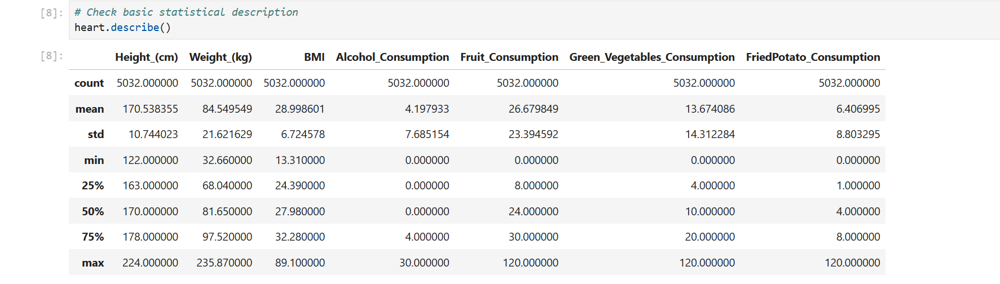 [8]: # Check basic statistical description
heart.describe()
[8]: Height_(cm) Weight_(kg) BMI Alcohol_Consumption Fruit_Consumption Green_Vegetables_Consumption FriedPotato_Consumption
count 5032.000000 5032.000000 5032.000000 5032.000000 5032.000000 5032.000000 5032.000000
mean 170.538355 84.549549 28.998601 4.197933 26.679849 13.674086 6.406995
std 10.744023 21.621629 6.724578 7.685154 23.394592 14.312284 8.803295
min 122.000000 32.660000 13.310000 0.000000 0.000000 0.000000 0.000000
25% 163.000000 68.040000 24.390000 0.000000 8.000000 4.000000 1.000000
50% 170.000000 81.650000 27.980000 0.000000 24.000000 10.000000 4.000000
75% 178.000000 97.520000 32.280000 4.000000 30.000000 20.000000 8.000000
max 224.000000 235.870000 89.100000 30.000000 120.000000 120.000000 120.000000